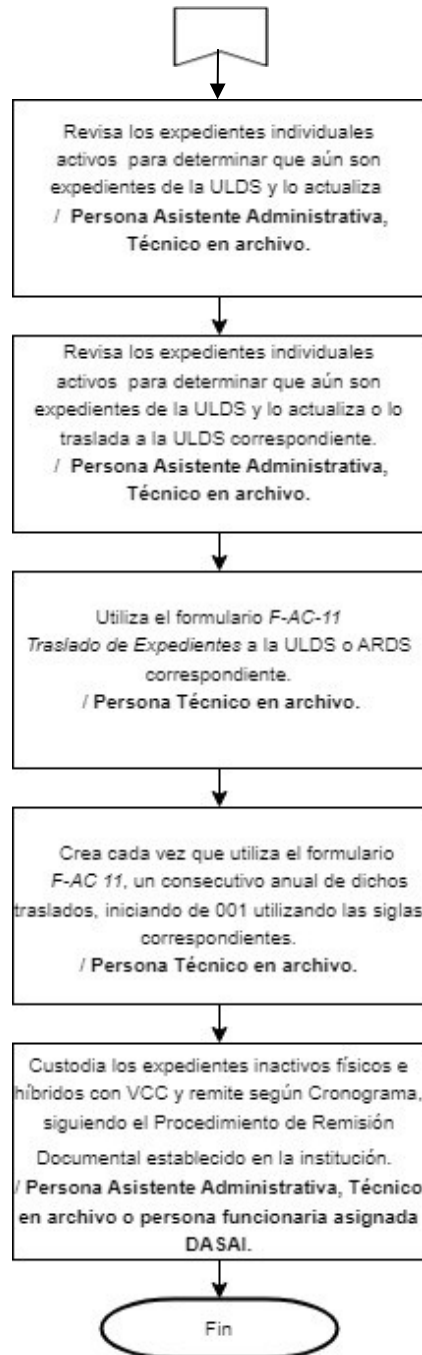 Revisa los expedientes individuales
activos para determinar que aún son
expedientes de la ULDS y lo actualiza
/ Persona Asistente Administrativa,
Técnico en archivo.
Revisa los expedientes individuales
activos para determinar que aún son
expedientes de la ULDS y lo actualiza o lo
traslada a la ULDS correspondiente.
/ Persona Asistente Administrativa,
Técnico en archivo.
Utiliza el formulario F-AC-11
Traslado de Expedientes a la ULDS o ARDS
correspondiente.
/ Persona Técnico en archivo.
Crea cada vez que utiliza el formulario
F-AC 11, un consecutivo anual de dichos
traslados, iniciando de 001 utilizando las siglas
correspondientes.
/ Persona Técnico en archivo.
Custodia los expedientes inactivos físicos e
híbridos con VCC y remite según Cronograma,
siguiendo el Procedimiento de Remisión
Documental establecido en la institución.
/ Persona Asistente Administrativa, Técnico
en archivo o persona funcionaria asignada
DASAI.
Fin